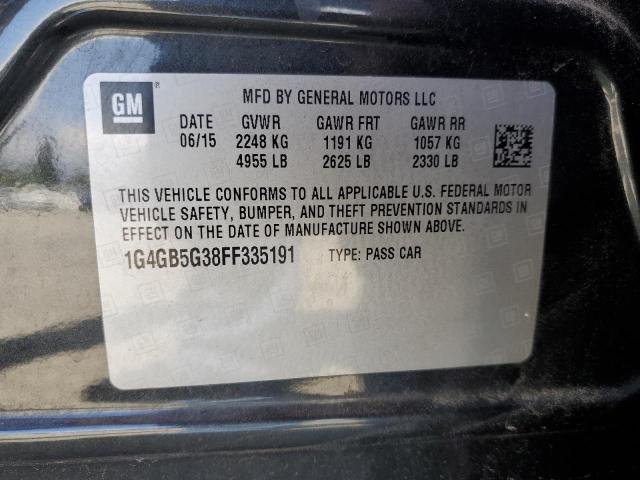 GM ®
MFD BY GENERAL MOTORS LLC
DATE GVWR GAWR FRT GAWR RR
06/15 2248 KG 1191 KG 1057 KG
4955 LB 2625 LB 2330 LB
THIS VEHICLE CONFORMS TO ALL APPLICABLE U.S. FEDERAL MOTOR
VEHICLE SAFETY, BUMPER, AND THEFT PREVENTION STANDARDS IN
EFFECT ON THE DATE OF MANUFACTURE SHOWN ABOVE.
1G4GB5G38FF335191 TYPE: PASS CAR